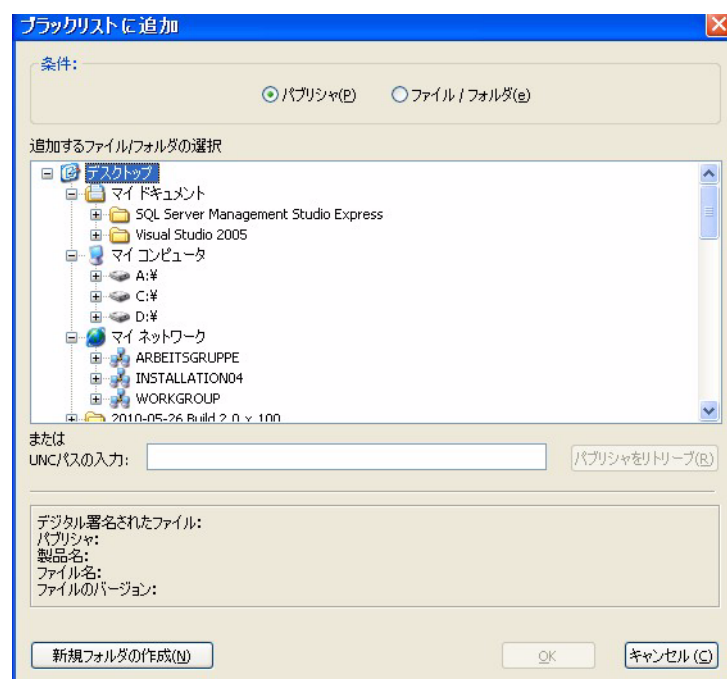 ブラックリストに追加
条件:
パブリシャ(P) ファイル / フォルダ(e)
追加するファイル/フォルダの選択
デスクトップ
マイ ドキュメント
SQL Server Management Studio Express
Visual Studio 2005
マイ コンピュータ
A:¥
C:¥
D:¥
マイ ネットワーク
ARBEITSGRUPPE
INSTALLATION04
WORKGROUP
2010-05-26 Build 2.0 x 100
または
UNCパスの入力: パブリシャをリトリーブ(R)
デジタル署名されたファイル:
パブリシャ:
製品名:
ファイル名:
ファイルのバージョン:
新規フォルダの作成(N) OK キャンセル(C)